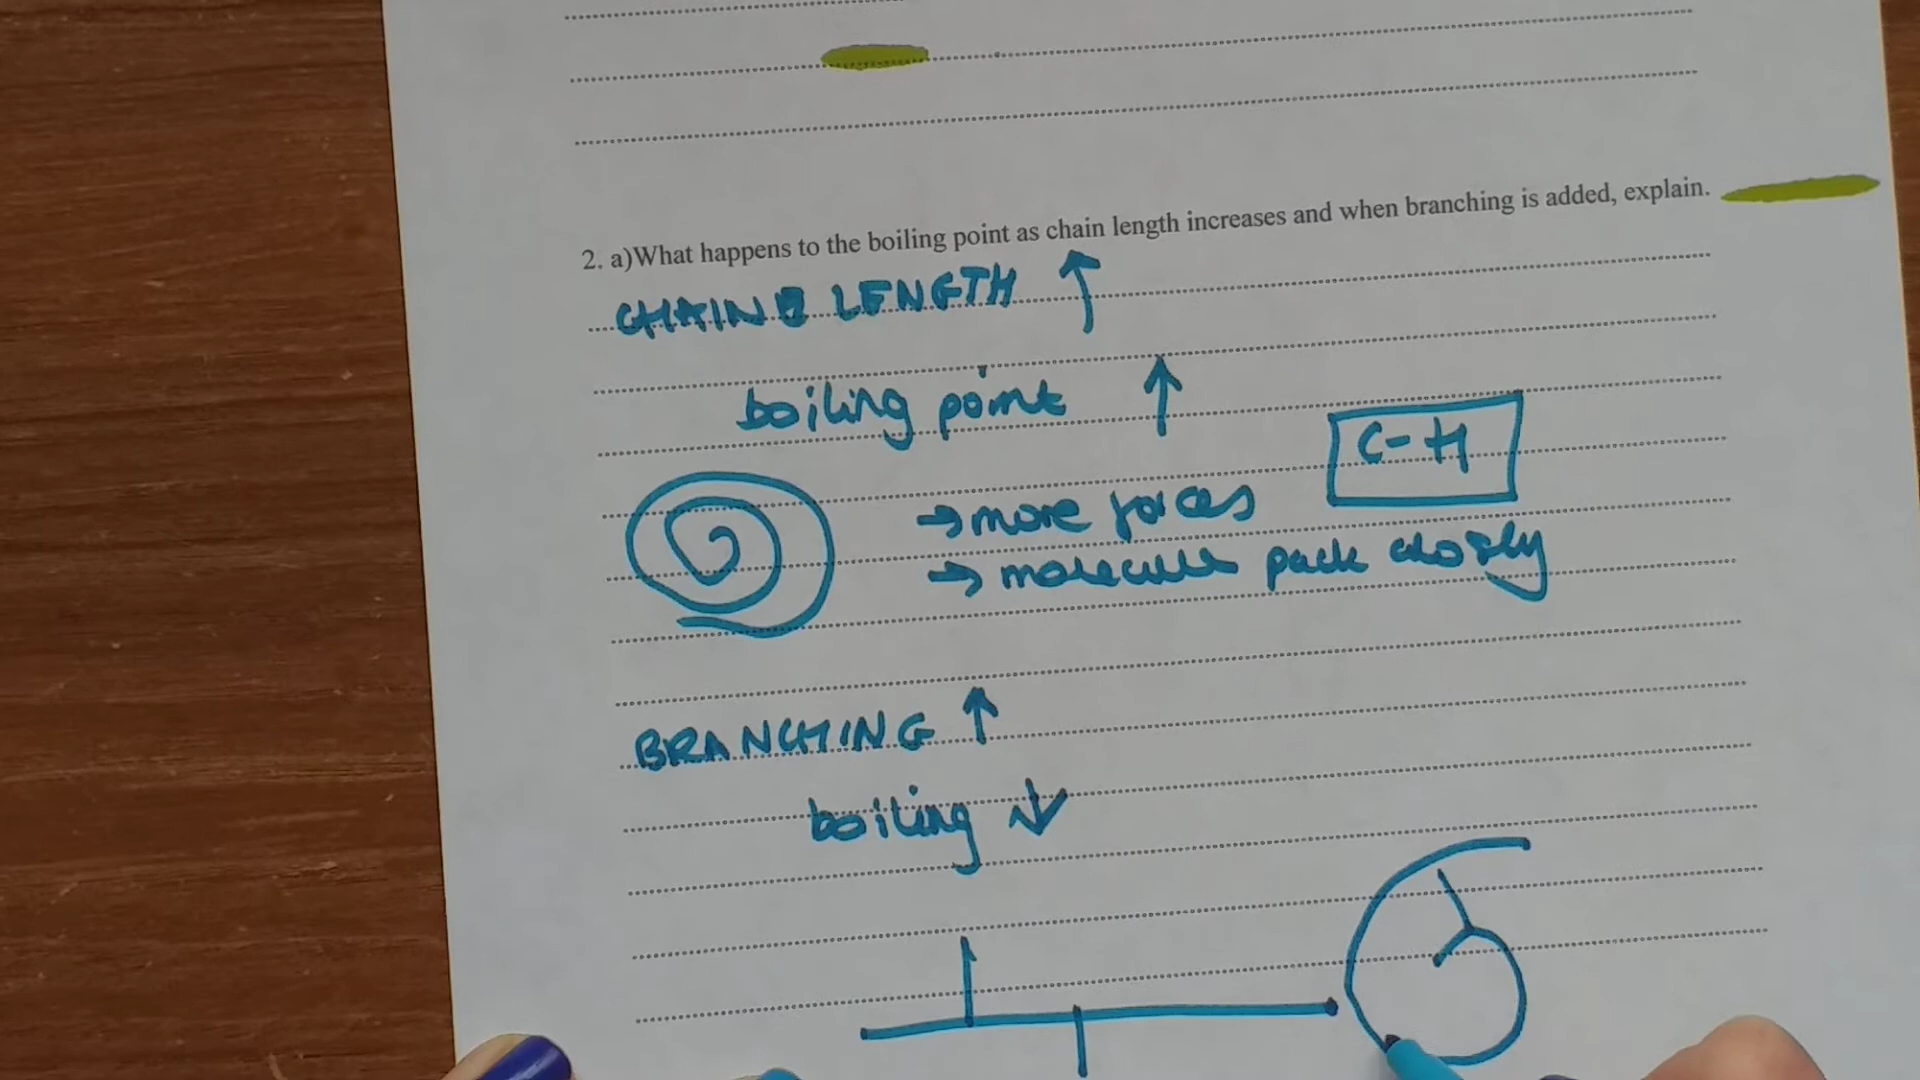 2. a)What happens to the boiling point as chain length increases and when branching is added, explain.
CHAIN LENGTH ↑
boiling point ↑
C-H
→ more forces
→ molecules pack closely
BRANCHING ↑
boiling ↓